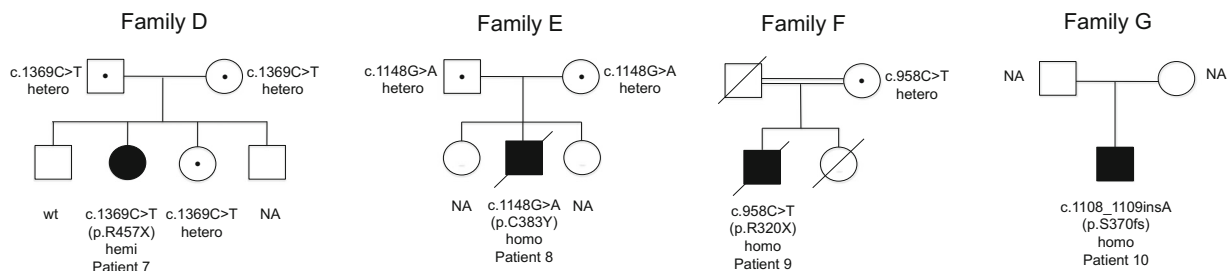 Family D
c.1369C>T
hetero
c.1369C>T
hetero
wt
c.1369C>T
(p.R457X)
hemi
Patient 7
c.1369C>T
hetero
NA
Family E
c.1148G>A
hetero
c.1148G>A
hetero
NA
c.1148G>A
(p.C383Y)
homo
Patient 8
NA
Family F
c.958C>T
hetero
c.958C>T
(p.R320X)
homo
Patient 9
Family G
NA
NA
c.1108_1109insA
(p.S370fs)
homo
Patient 10